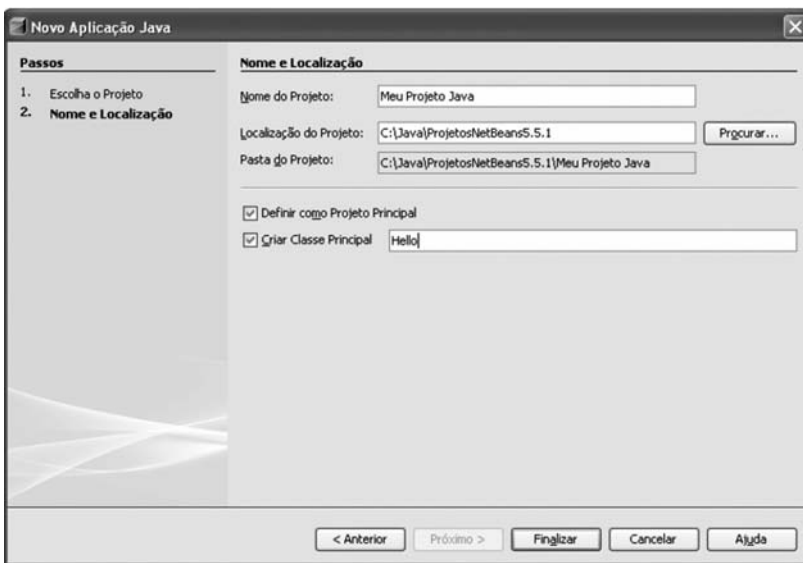 Novo Aplicação Java
Passos
1. Escolha o Projeto
2. Nome e Localização
Nome e Localização
Nome do Projeto: Meu Projeto Java
Localização do Projeto: C:\Java\ProjetosNetBeans5.5.1 Procurar...
Pasta do Projeto: C:\Java\ProjetosNetBeans5.5.1\Meu Projeto Java
Definir como Projeto Principal
Criar Classe Principal Hello
< Anterior Próximo > Finalizar Cancelar Ajuda